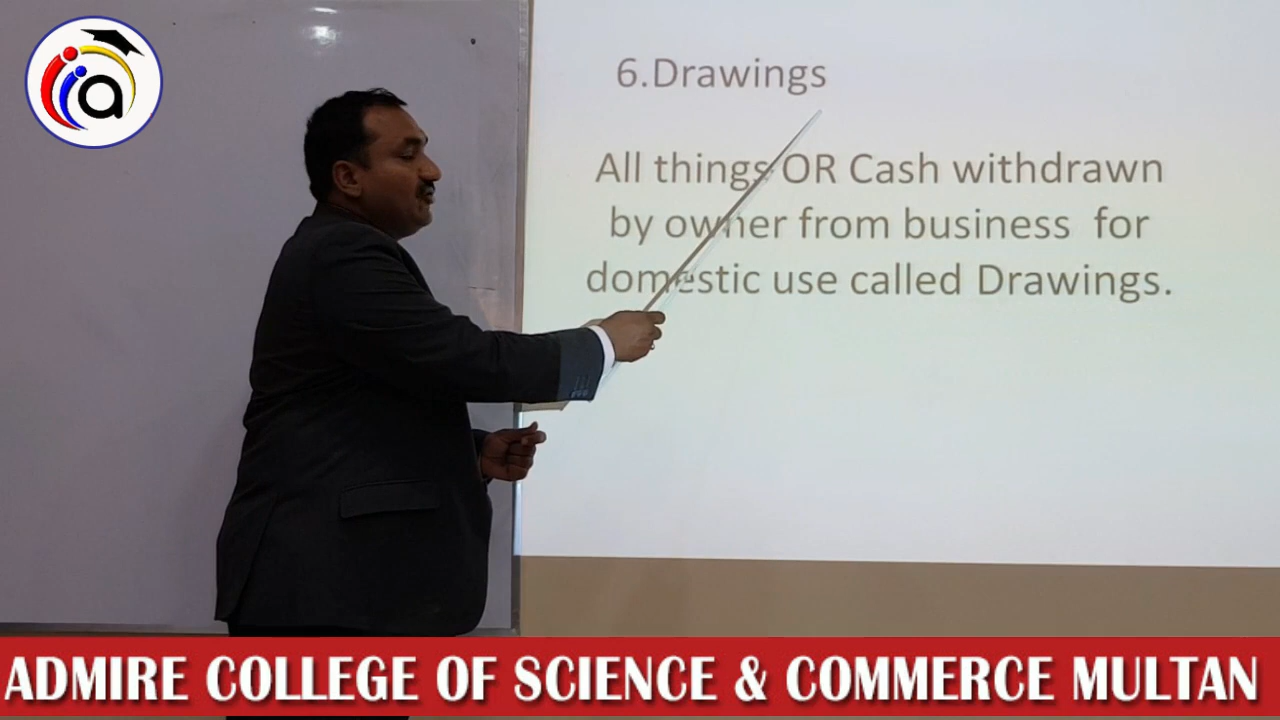 a
6.Drawings
All things OR Cash withdrawn
by owner from business for
domestic use called Drawings.
ADMIRE COLLEGE OF SCIENCE & COMMERCE MULTAN